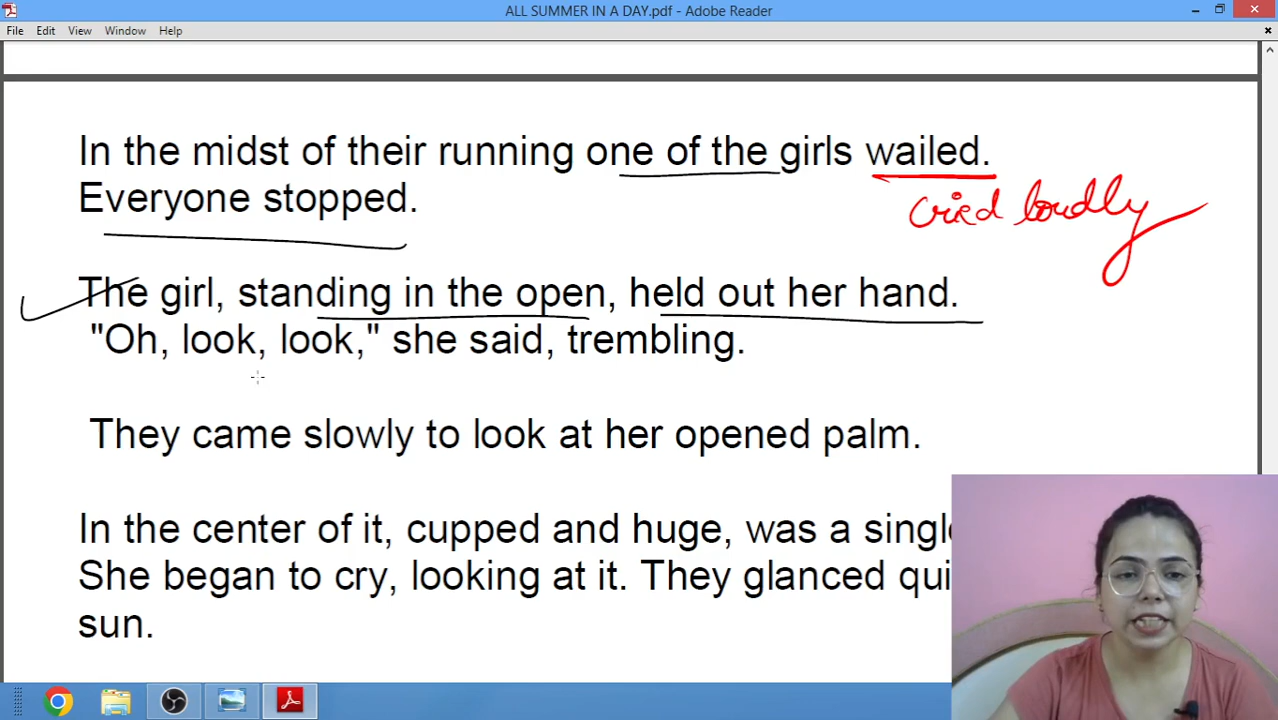 ALL SUMMER IN A DAY.pdf - Adobe Reader
File Edit View Window Help
In the midst of their running one of the girls wailed.
Everyone stopped.
cried loudly
The girl, standing in the open, held out her hand.
"Oh, look, look," she said, trembling.
They came slowly to look at her opened palm.
In the center of it, cupped and huge, was a single
She began to cry, looking at it. They glanced
sun.